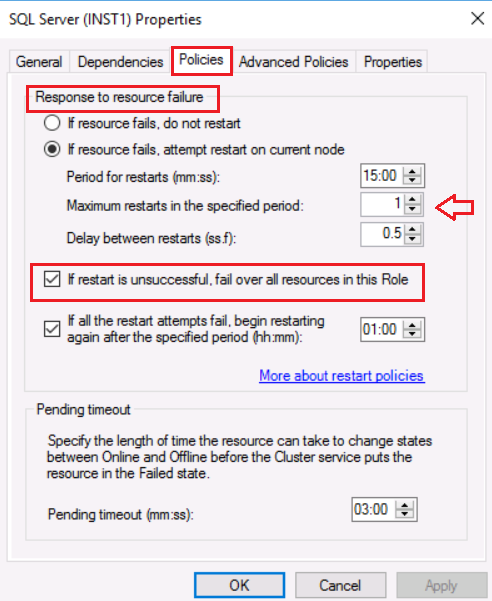 SQL Server (INST1) Properties
General Dependencies Policies Advanced Policies Properties
Response to resource failure
If resource fails, do not restart
If resource fails, attempt restart on current node
Period for restarts (mm:ss): 15:00
Maximum restarts in the specified period: 1
Delay between restarts (ss.f): 0.5
If restart is unsuccessful, fail over all resources in this Role
If all the restart attempts fail, begin restarting
again after the specified period (hh:mm): 01:00
More about restart policies
Pending timeout
Specify the length of time the resource can take to change states
between Online and Offline before the Cluster service puts the
resource in the Failed state.
Pending timeout (mm:ss): 03:00
OK Cancel Apply